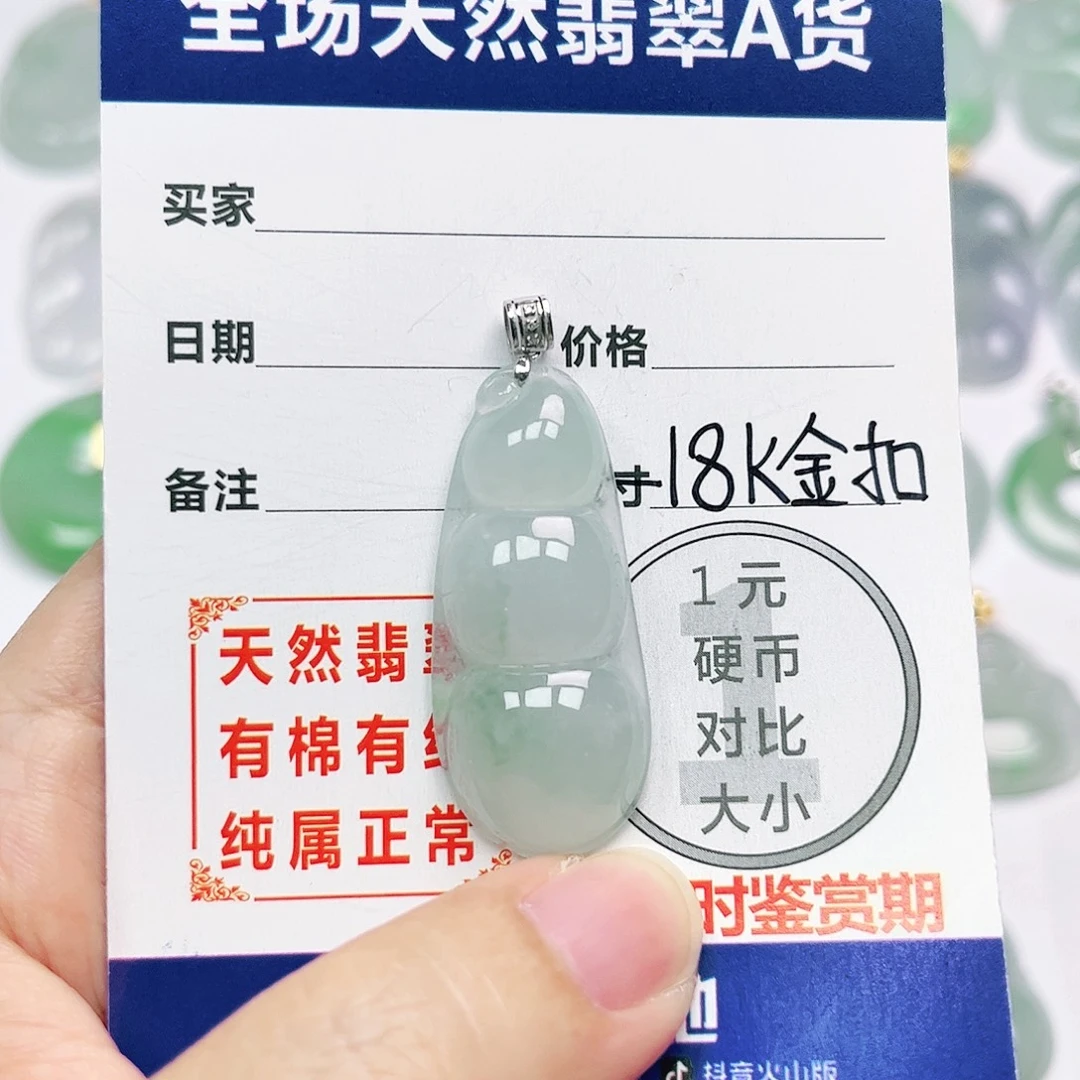 全场天然翡翠A货
买家
日期
价格
备注
寸18K金扣
天然翡
有棉有
纯属正常
1元
硬币
对比
大小
时鉴赏期
抖音火山版